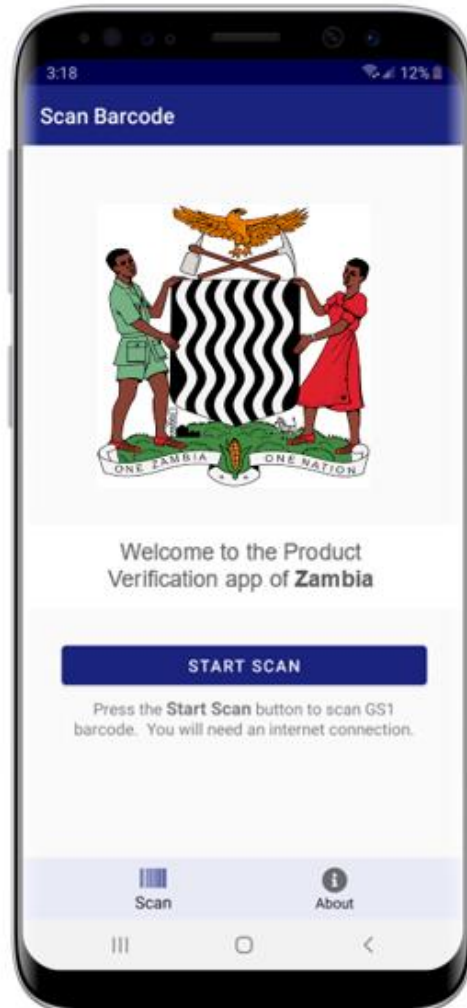 3:18 12%
Scan Barcode
ONE ZAMBIA ONE NATION
Welcome to the Product
Verification app of Zambia
START SCAN
Press the Start Scan button to scan GS1
barcode. You will need an internet connection.
Scan About